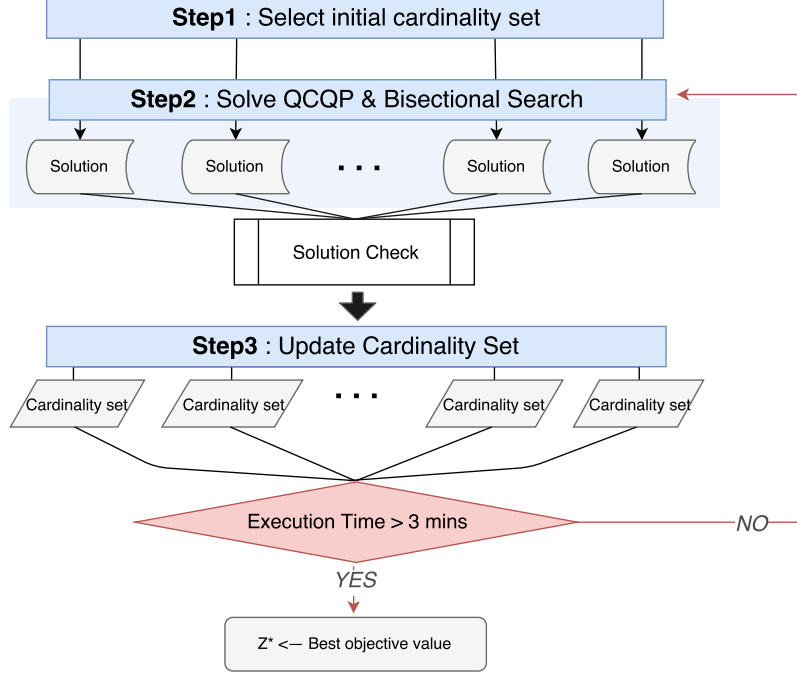 Step1 : Select initial cardinality set
Step2 : Solve QCQP & Bisectional Search
Solution
Solution
. . .
Solution
Solution
Solution Check
Step3 : Update Cardinality Set
Cardinality set
Cardinality set
. . .
Cardinality set
Cardinality set
Execution Time > 3 mins
NO
YES
Z* <— Best objective value